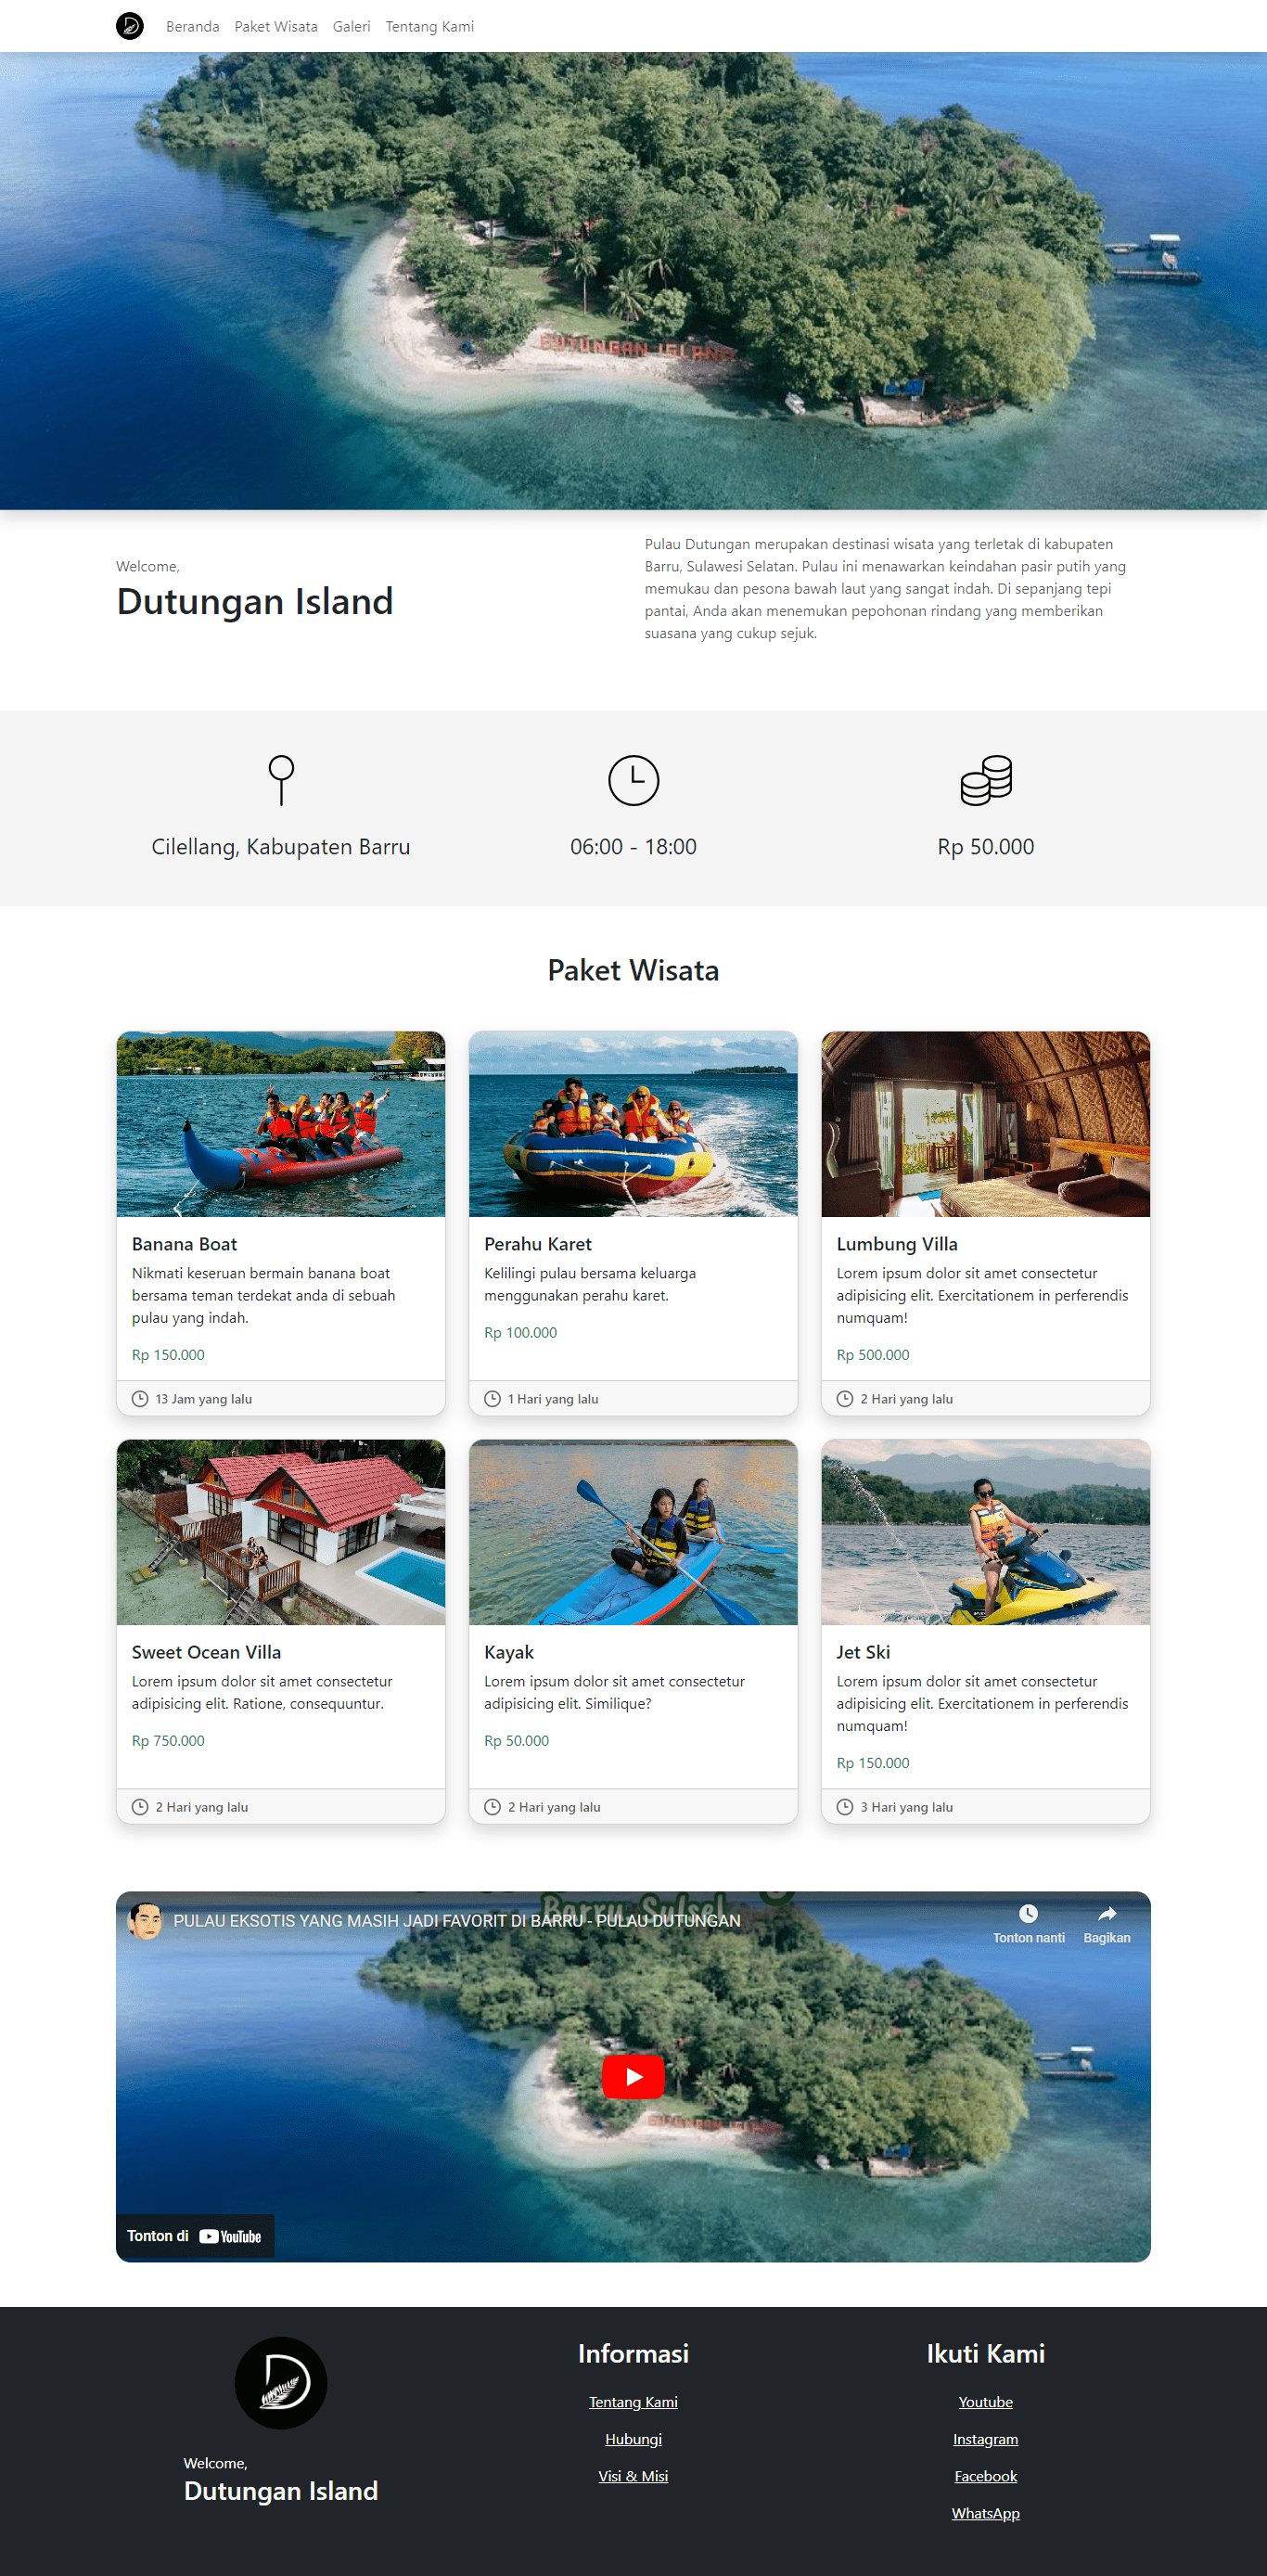 Beranda Paket Wisata Galeri Tentang Kami
DUTUNGAN ISLAND
Welcome,
Dutungan Island
Pulau Dutungan merupakan destinasi wisata yang terletak di kabupaten
Barru, Sulawesi Selatan. Pulau ini menawarkan keindahan pasir putih yang
memukau dan pesona bawah laut yang sangat indah. Di sepanjang tepi
pantai, Anda akan menemukan pepohonan rindang yang memberikan
suasana yang cukup sejuk.
Cilellang, Kabupaten Barru
06:00 - 18:00
Rp 50.000
Paket Wisata
Banana Boat
Nikmati keseruan bermain banana boat
bersama teman terdekat anda di sebuah
pulau yang indah.
Rp 150.000
13 Jam yang lalu
Perahu Karet
Kelilingi pulau bersama keluarga
menggunakan perahu karet.
Rp 100.000
1 Hari yang lalu
Lumbung Villa
Lorem ipsum dolor sit amet consectetur
adipisicing elit. Exercitationem in perferendis
numquam!
Rp 500.000
2 Hari yang lalu
Sweet Ocean Villa
Lorem ipsum dolor sit amet consectetur
adipisicing elit. Ratione, consequuntur.
Rp 750.000
2 Hari yang lalu
Kayak
Lorem ipsum dolor sit amet consectetur
adipisicing elit. Similique?
Rp 50.000
2 Hari yang lalu
Jet Ski
Lorem ipsum dolor sit amet consectetur
adipisicing elit. Exercitationem in perferendis
numquam!
Rp 150.000
3 Hari yang lalu
Barru Sulsel
PULAU EKSOTIS YANG MASIH JADI FAVORIT DI BARRU - PULAU DUTUNGAN
Tonton nanti
Bagikan
DUTUNGAN ISLAND
Tonton di YouTube
D
Welcome,
Dutungan Island
Informasi
Tentang Kami
Hubungi
Visi & Misi
Ikuti Kami
Youtube
Instagram
Facebook
WhatsApp